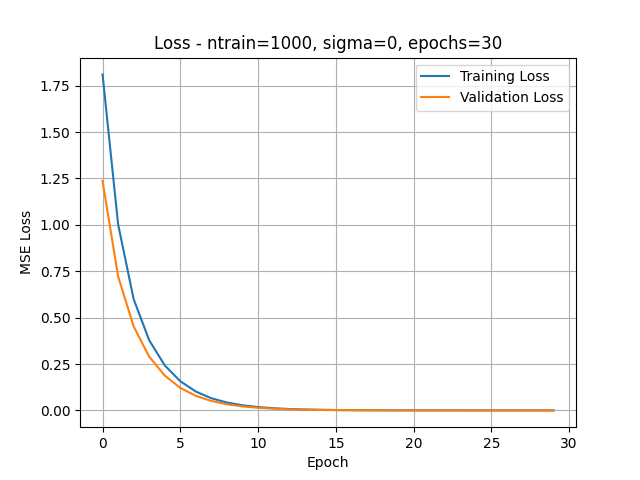 Loss - ntrain=1000, sigma=0, epochs=30
Training Loss
Validation Loss
1.75
1.50
1.25
1.00
0.75
0.50
0.25
0.00
MSE Loss
0 5 10 15 20 25 30
Epoch